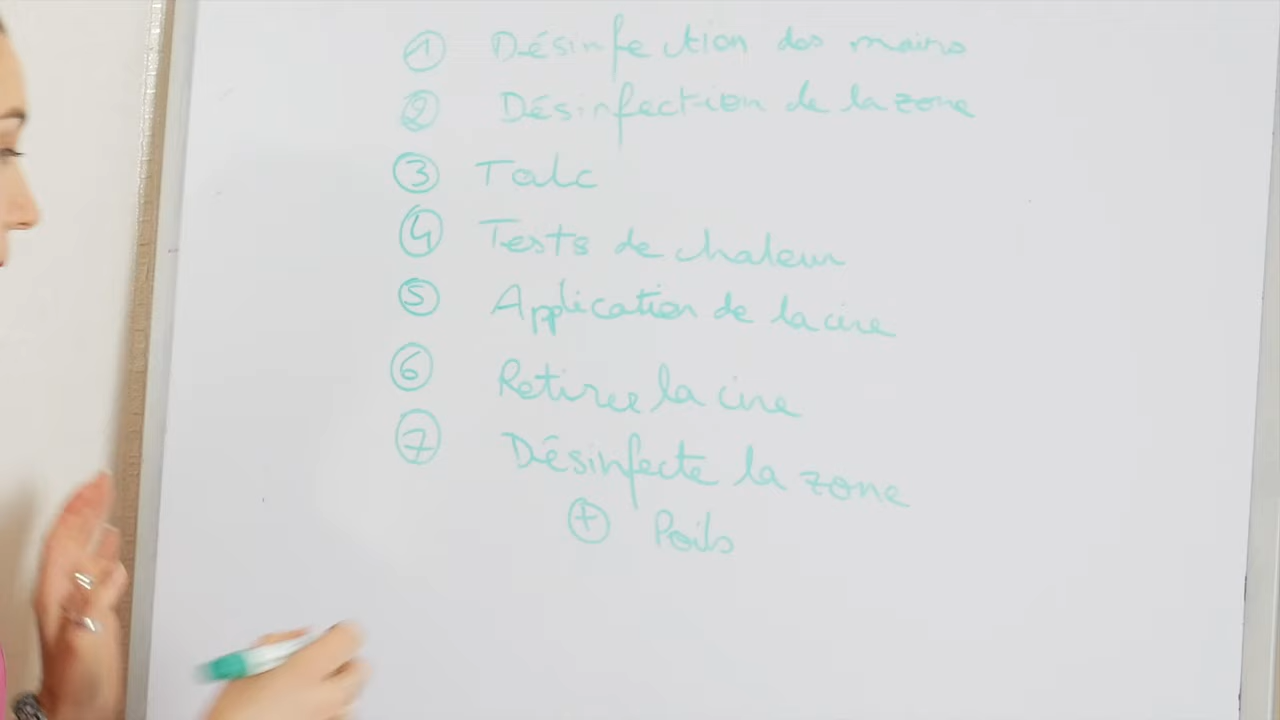 1 Désinfection des mains
2 Désinfection de la zone
3 Talc
4 Tests de chaleur
5 Application de la cire
6 Retirer la cire
7 Désinfecte la zone
+ Poils